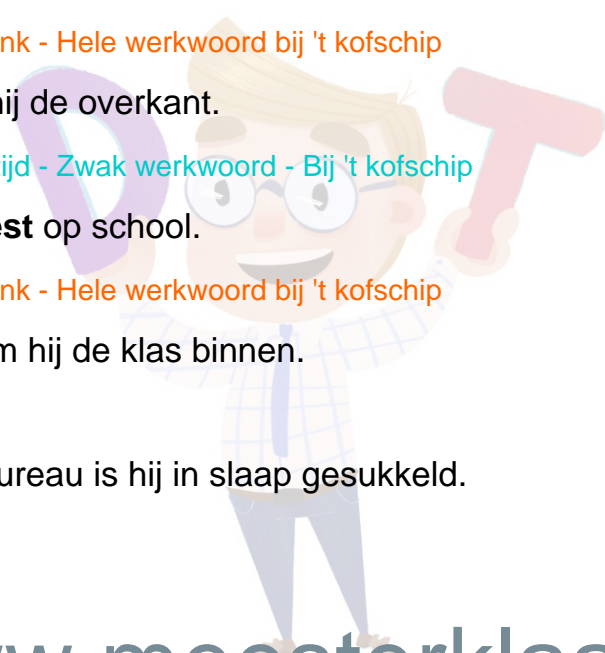 nk - Hele werkwoord bij 't kofschip
hij de overkant.
tijd - Zwak werkwoord - Bij 't kofschip
est op school.
nk - Hele werkwoord bij 't kofschip
m hij de klas binnen.
ureau is hij in slaap gesukkeld.
D T